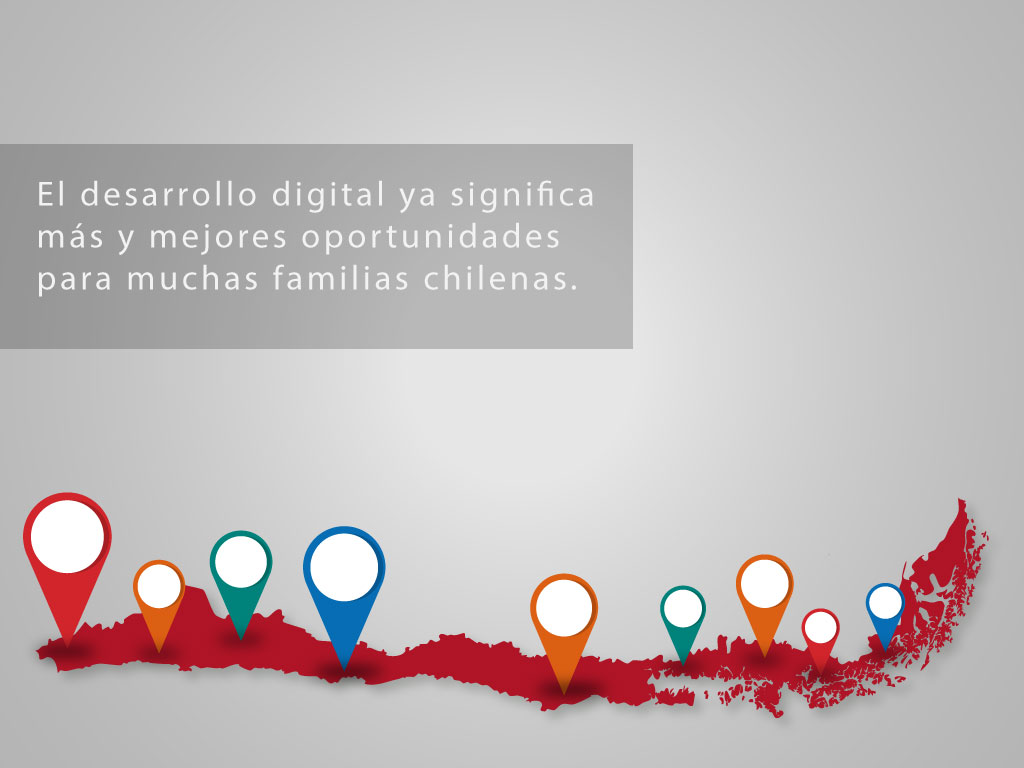 El desarrollo digital ya significa
más y mejores oportunidades
para muchas familias chilenas.